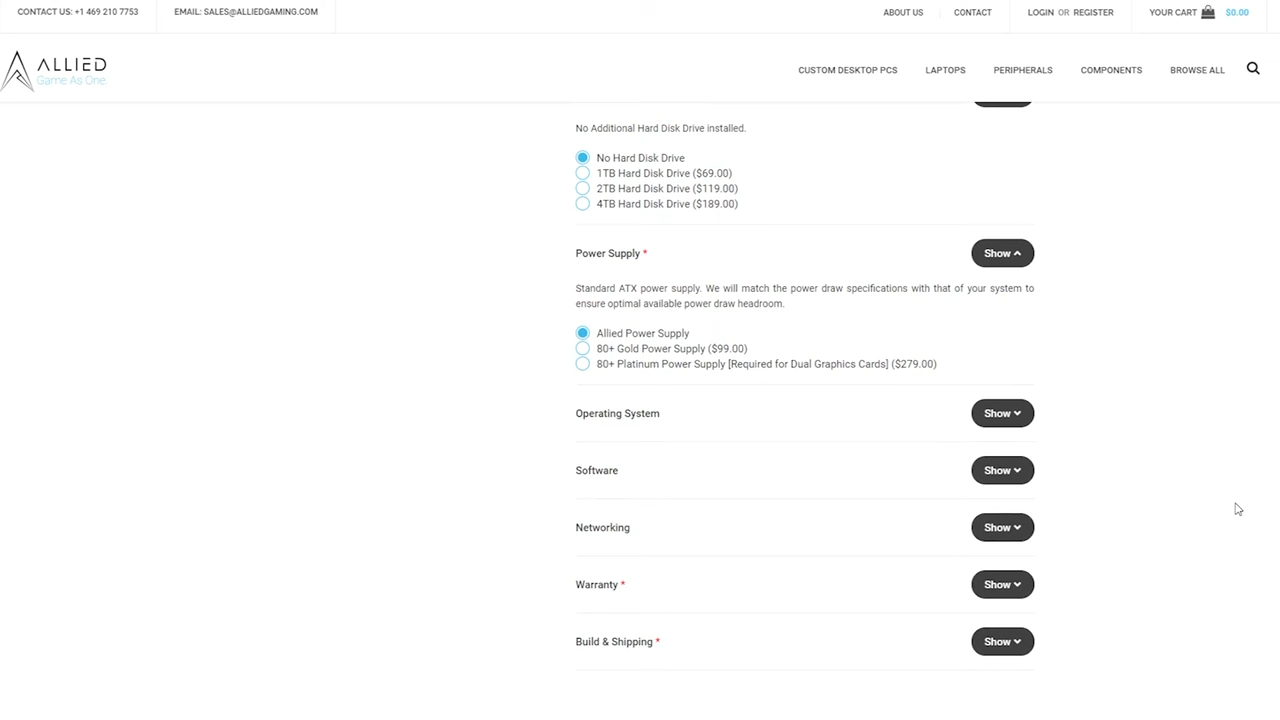 CONTACT US: +1 469 210 7753
EMAIL: SALES@ALLIEDGAMING.COM
ABOUT US
CONTACT
LOGIN OR REGISTER
YOUR CART $0.00
ALLIED
Game As One.
CUSTOM DESKTOP PCS
LAPTOPS
PERIPHERALS
COMPONENTS
BROWSE ALL
No Additional Hard Disk Drive installed.
No Hard Disk Drive
1TB Hard Disk Drive ($69.00)
2TB Hard Disk Drive ($119.00)
4TB Hard Disk Drive ($189.00)
Power Supply *
Show
Standard ATX power supply. We will match the power draw specifications with that of your system to
ensure optimal available power draw headroom.
Allied Power Supply
80+ Gold Power Supply ($99.00)
80+ Platinum Power Supply [Required for Dual Graphics Cards] ($279.00)
Operating System
Show
Software
Show
Networking
Show
Warranty *
Show
Build & Shipping *
Show